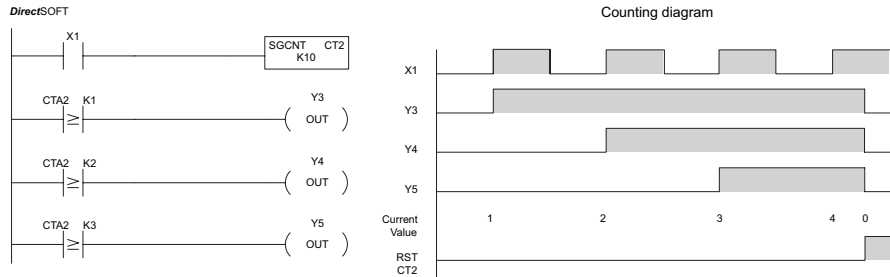 DirectSOFT
X1
SGCNT CT2
K10
CTA2 K1
≥
Y3
OUT
CTA2 K2
≥
Y4
OUT
CTA2 K3
≥
Y5
OUT
Counting diagram
X1
Y3
Y4
Y5
Current
Value
1 2 3 4 0
RST
CT2